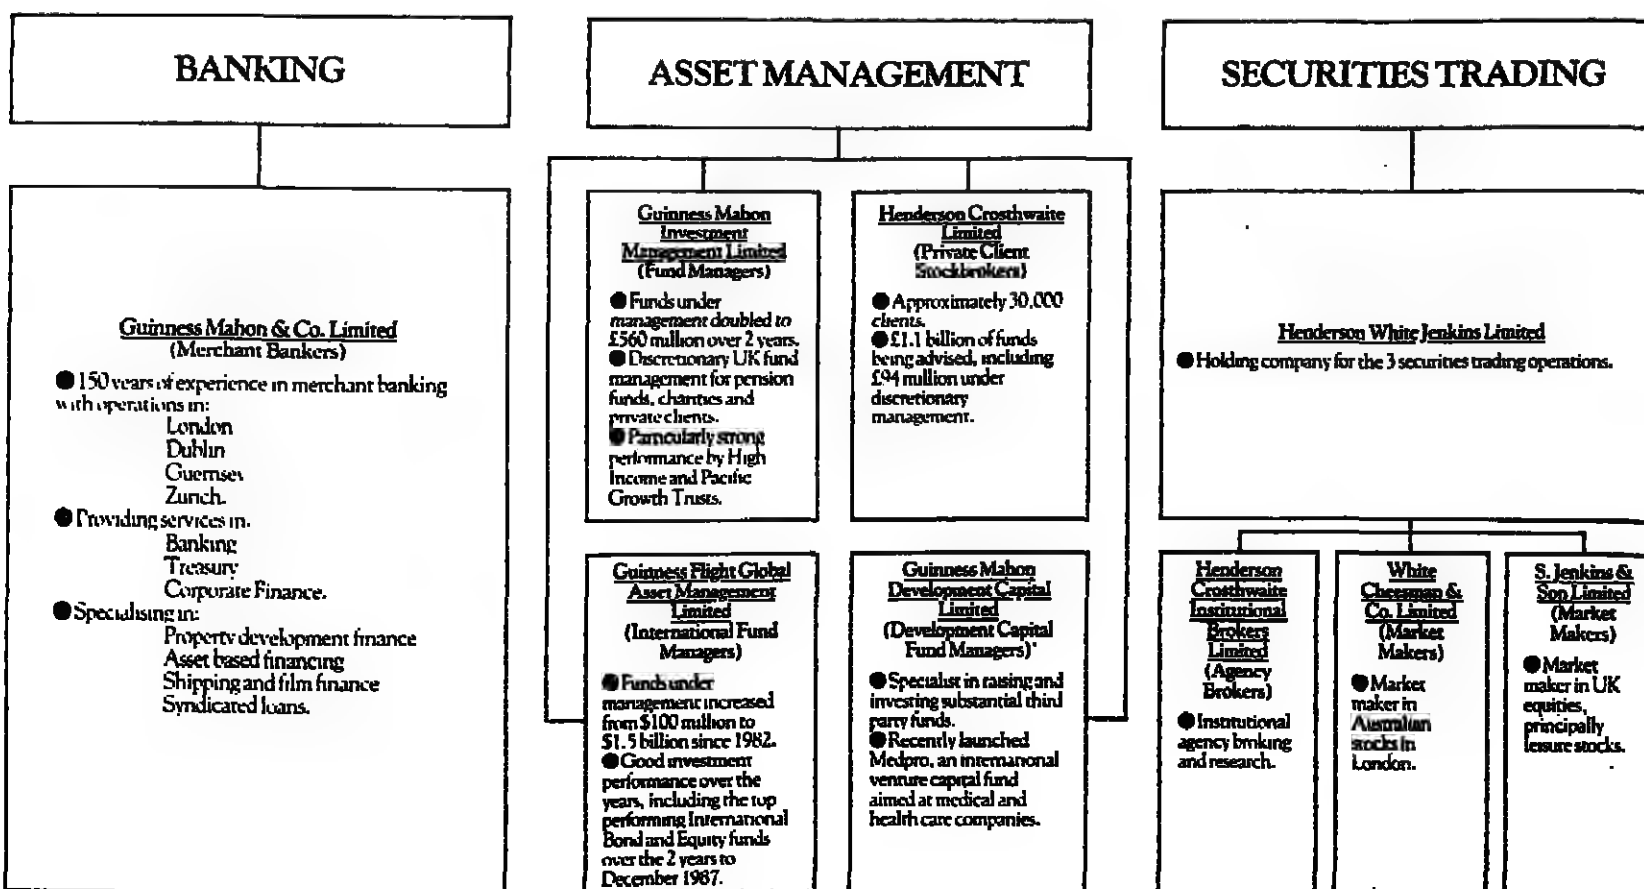 BANKING
Guinness Mahon & Co. Limited
(Merchant Bankers)
● 150 years of experience in merchant banking
with operations in:
London
Dublin
Guernsey
Zurich.
● Providing services in.
Banking
Treasury
Corporate Finance.
● Specialising in:
Property development finance
Asset based financing
Shipping and film finance
Syndicated loans.
ASSET MANAGEMENT
Guinness Mahon
Investment
Management Limited
(Fund Managers)
● Funds under
management doubled to
£560 million over 2 years.
● Discretionary UK fund
management for pension
funds, charities and
private clients.
● Particularly strong
performance by High
Income and Pacific
Growth Trusts.
Henderson Crosthwaite
Limited
(Private Client
Stockbrokers)
● Approximately 30,000
clients.
● £1.1 billion of funds
being advised, including
£94 million under
discretionary
management.
Guinness Flight Global
Asset Management
Limited
(International Fund
Managers)
● Funds under
management increased
from $100 million to
$1.5 billion since 1982.
● Good investment
performance over the
years, including the top
performing International
Bond and Equity funds
over the 2 years to
December 1987.
Guinness Mahon
Development Capital
Limited
(Development Capital
Fund Managers)
● Specialist in raising and
investing substantial third
party funds.
● Recently launched
Medpro, an international
venture capital fund
aimed at medical and
health care companies.
SECURITIES TRADING
Henderson White Jenkins Limited
● Holding company for the 3 securities trading operations.
Henderson
Crosthwaite
Institutional
Brokers
Limited
(Agency
Brokers)
● Institutional
agency broking
and research.
White
Cheesman &
Co. Limited
(Market
Makers)
● Market
maker in
Australian
stocks in
London.
S. Jenkins &
Son Limited
(Market
Makers)
● Market
maker in UK
equities,
principally
leisure stocks.